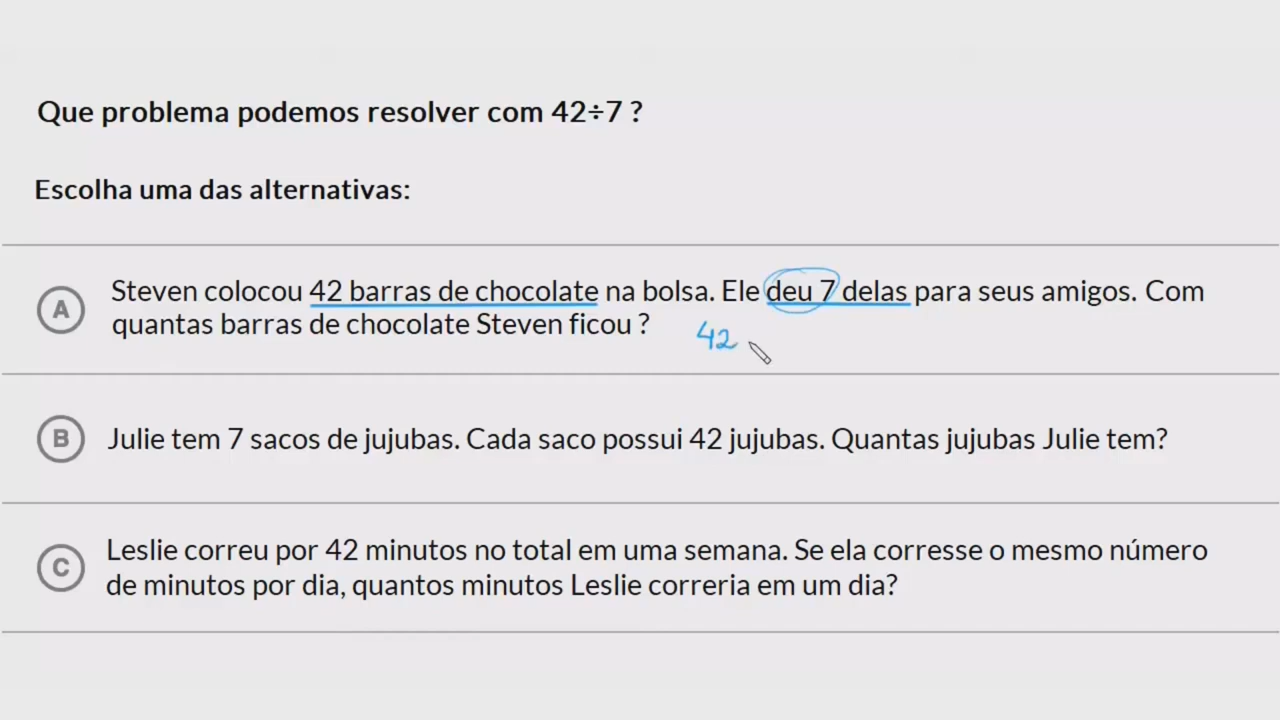 Que problema podemos resolver com 42÷7 ?
Escolha uma das alternativas:
A
Steven colocou 42 barras de chocolate na bolsa. Ele deu 7 delas para seus amigos. Com
quantas barras de chocolate Steven ficou ?
42
B
Julie tem 7 sacos de jujubas. Cada saco possui 42 jujubas. Quantas jujubas Julie tem?
C
Leslie correu por 42 minutos no total em uma semana. Se ela corresse o mesmo número
de minutos por dia, quantos minutos Leslie correria em um dia?